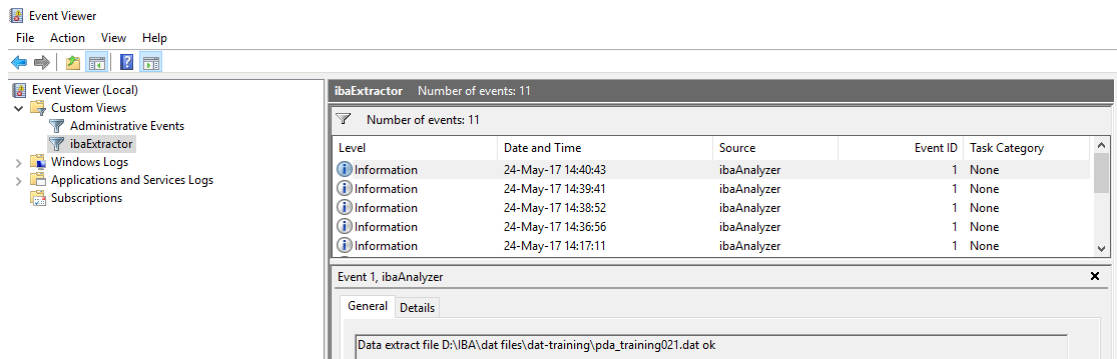 Event Viewer
File Action View Help
Event Viewer (Local)
Custom Views
Administrative Events
ibaExtractor
Windows Logs
Applications and Services Logs
Subscriptions
ibaExtractor Number of events: 11
Number of events: 11
Level Date and Time Source Event ID Task Category
Information 24-May-17 14:40:43 ibaAnalyzer 1 None
Information 24-May-17 14:39:41 ibaAnalyzer 1 None
Information 24-May-17 14:38:52 ibaAnalyzer 1 None
Information 24-May-17 14:36:56 ibaAnalyzer 1 None
Information 24-May-17 14:17:11 ibaAnalyzer 1 None
Event 1, ibaAnalyzer
General Details
Data extract file D:\IBA\dat files\dat-training\pda_training021.dat ok